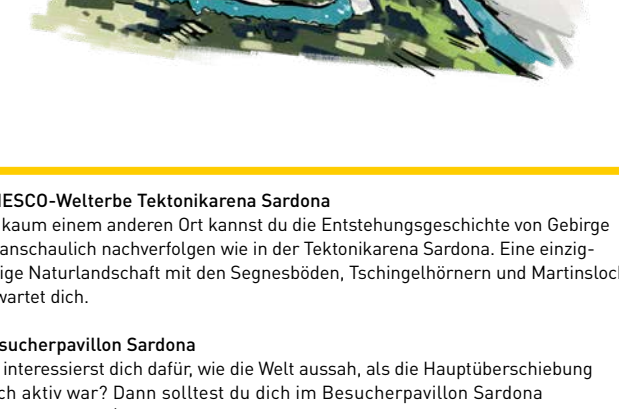 ESCO-Welterbe Tektonikarena Sardona
kaum einem anderen Ort kannst du die Entstehungsgeschichte von Gebirge
anschaulich nachverfolgen wie in der Tektonikarena Sardona. Eine einzig-
ige Naturlandschaft mit den Segnesböden, Tschingelhörnern und Martinsloch
wartet dich.
sucherpavillon Sardona
interessierst dich dafür, wie die Welt aussah, als die Hauptüberschiebung
ch aktiv war? Dann solltest du dich im Besucherpavillon Sardona